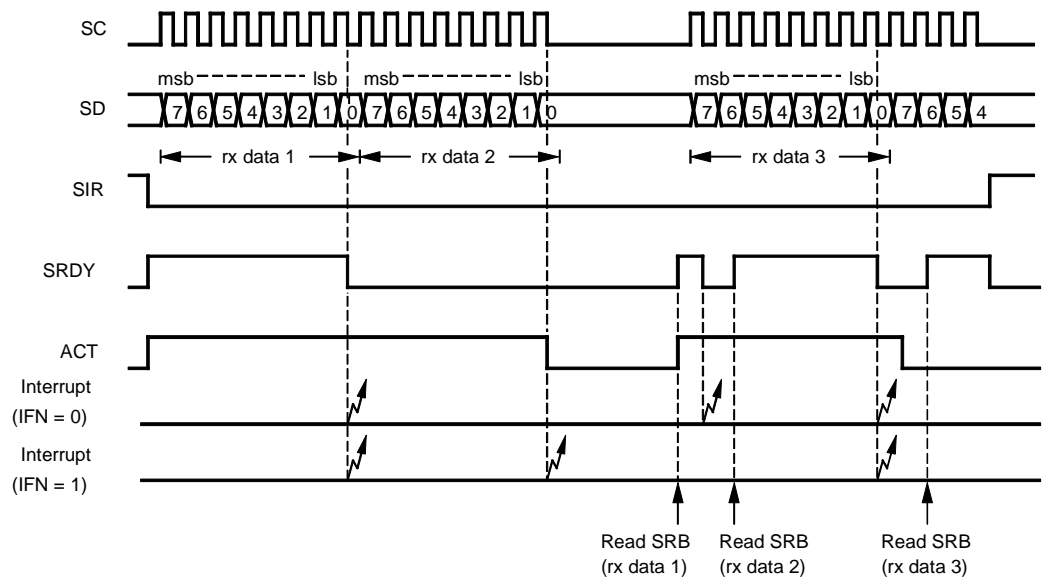 SC
msb lsb msb lsb msb lsb
SD 7 6 5 4 3 2 1 0 7 6 5 4 3 2 1 0 7 6 5 4 3 2 1 0 7 6 5 4
rx data 1 rx data 2 rx data 3
SIR
SRDY
ACT
Interrupt
(IFN = 0)
Interrupt
(IFN = 1)
Read SRB Read SRB Read SRB
(rx data 1) (rx data 2) (rx data 3)